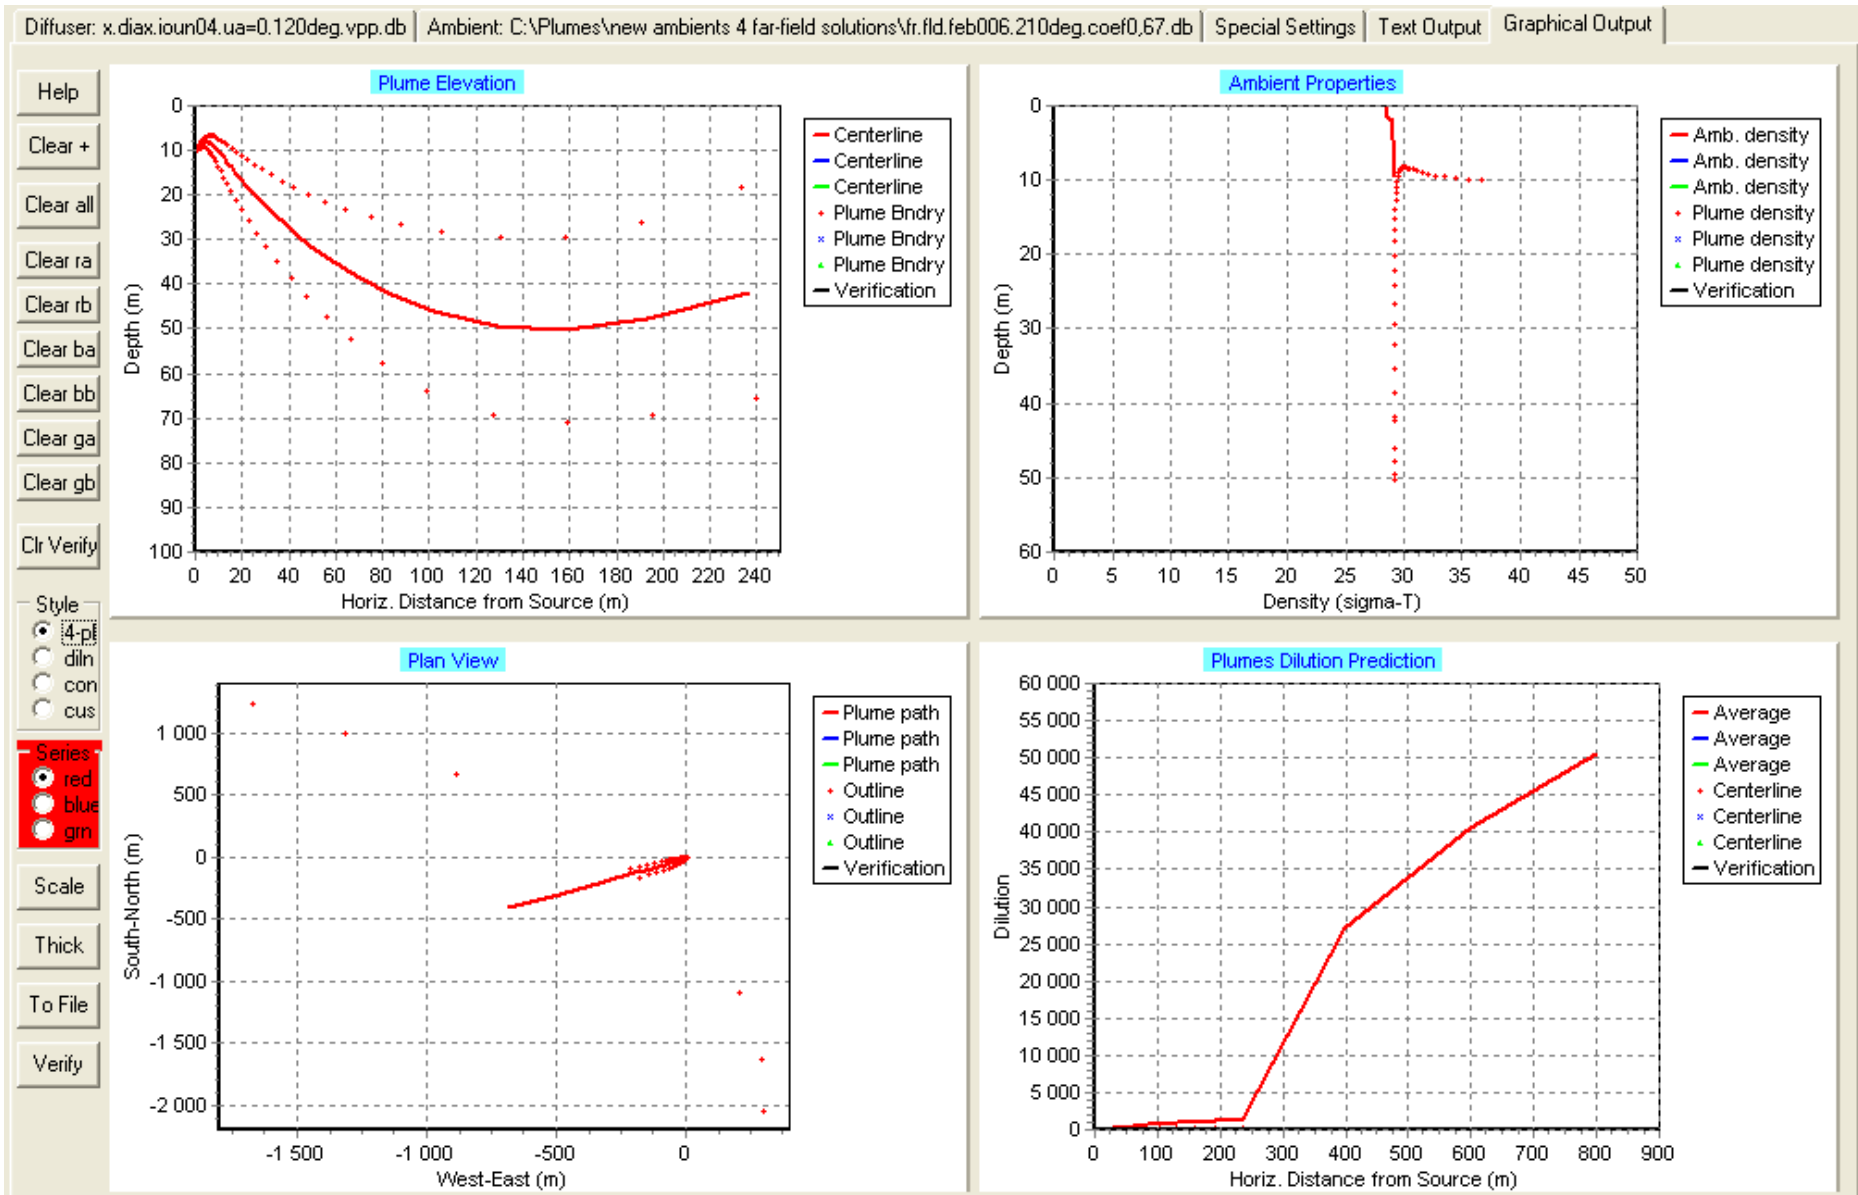 Diffuser: x.diax.ioun04.ua=0.120deg.vpp.db
Ambient: C:\Plumes\new ambients 4 far-field solutions\fr.fld.feb006.210deg.coef0,67.db
Special Settings
Text Output
Graphical Output
Help
Clear +
Clear all
Clear ra
Clear rb
Clear ba
Clear bb
Clear ga
Clear gb
Clr Verify
Style
4-pl
diln
con
cus
Series
red
blue
grn
Scale
Thick
To File
Verify
Plume Elevation
0
10
20
30
40
50
60
70
80
90
100
Depth (m)
0 20 40 60 80 100 120 140 160 180 200 220 240
Horiz. Distance from Source (m)
Centerline
Centerline
Centerline
Plume Bndry
Plume Bndry
Plume Bndry
Verification
Ambient Properties
0
10
20
30
40
50
60
Depth (m)
0 5 10 15 20 25 30 35 40 45 50
Density (sigma-T)
Amb. density
Amb. density
Amb. density
Plume density
Plume density
Plume density
Verification
Plan View
1 000
500
0
-500
-1 000
-1 500
-2 000
South-North (m)
-1 500 -1 000 -500 0
West-East (m)
Plume path
Plume path
Plume path
Outline
Outline
Outline
Verification
Plumes Dilution Prediction
60 000
55 000
50 000
45 000
40 000
35 000
30 000
25 000
20 000
15 000
10 000
5 000
0
Dilution
0 100 200 300 400 500 600 700 800 900
Horiz. Distance from Source (m)
Average
Average
Average
Centerline
Centerline
Centerline
Verification